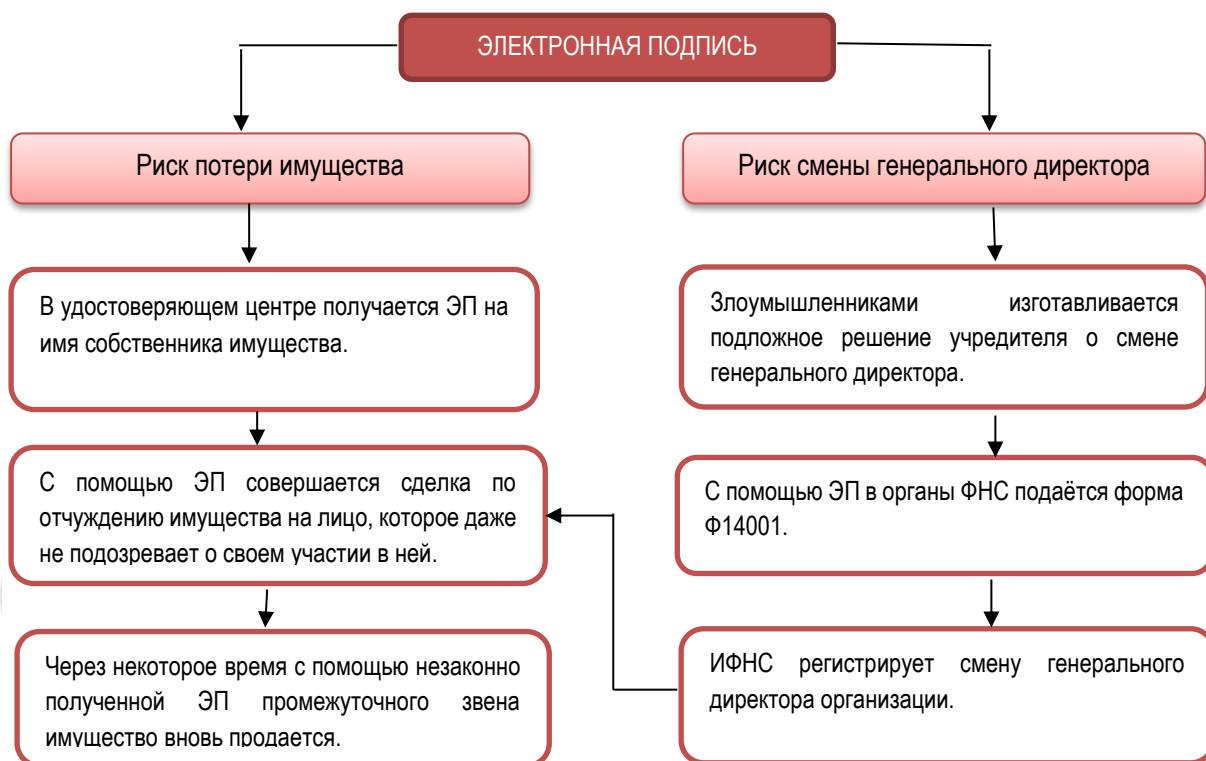 ЭЛЕКТРОННАЯ ПОДПИСЬ
Риск потери имущества
В удостоверяющем центре получается ЭП на
имя собственника имущества.
С помощью ЭП совершается сделка по
отчуждению имущества на лицо, которое даже
не подозревает о своем участии в ней.
Через некоторое время с помощью незаконно
полученной ЭП промежуточного звена
имущество вновь продается.
Риск смены генерального директора
Злоумышленниками изготавливается
подложное решение учредителя о смене
генерального директора.
С помощью ЭП в органы ФНС подаётся форма
Ф14001.
ИФНС регистрирует смену генерального
директора организации.